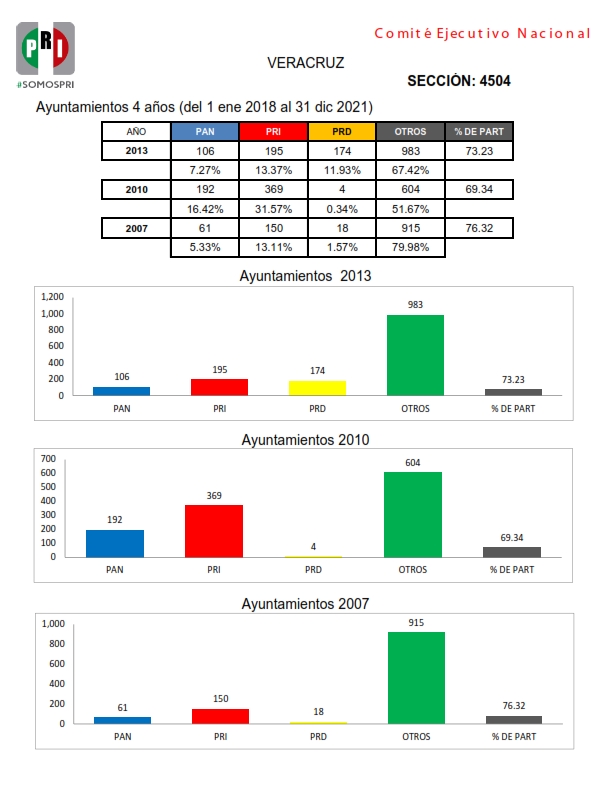 Comité Ejecutivo Nacional
PRI
#SOMOSPRI
VERACRUZ
SECCIÓN: 4504
Ayuntamientos 4 años (del 1 ene 2018 al 31 dic 2021)
AÑO PAN PRI PRD OTROS % DE PART
2013 106 195 174 983 73.23
7.27% 13.37% 11.93% 67.42%
2010 192 369 4 604 69.34
16.42% 31.57% 0.34% 51.67%
2007 61 150 18 915 76.32
5.33% 13.11% 1.57% 79.98%
Ayuntamientos 2013
1,200
1,000
800
600
400
200
0
106 195 174 983 73.23
PAN PRI PRD OTROS % DE PART
Ayuntamientos 2010
700
600
500
400
300
200
100
0
192 369 4 604 69.34
PAN PRI PRD OTROS % DE PART
Ayuntamientos 2007
1,000
800
600
400
200
0
61 150 18 915 76.32
PAN PRI PRD OTROS % DE PART